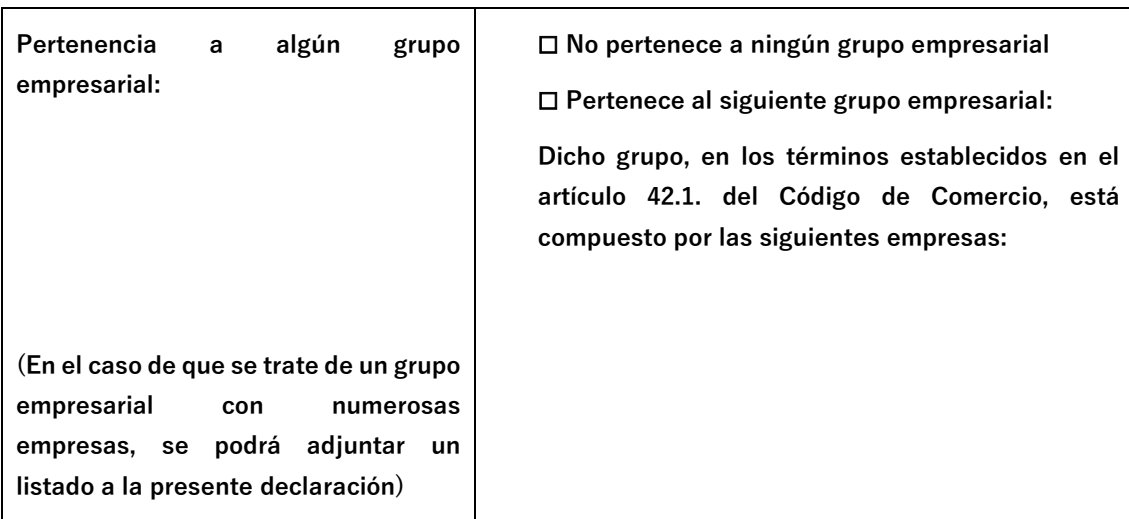 Pertenencia a algún grupo
empresarial:
(En el caso de que se trate de un grupo
empresarial con numerosas
empresas, se podrá adjuntar un
listado a la presente declaración)
☐ No pertenece a ningún grupo empresarial
☐ Pertenece al siguiente grupo empresarial:
Dicho grupo, en los términos establecidos en el
artículo 42.1. del Código de Comercio, está
compuesto por las siguientes empresas: